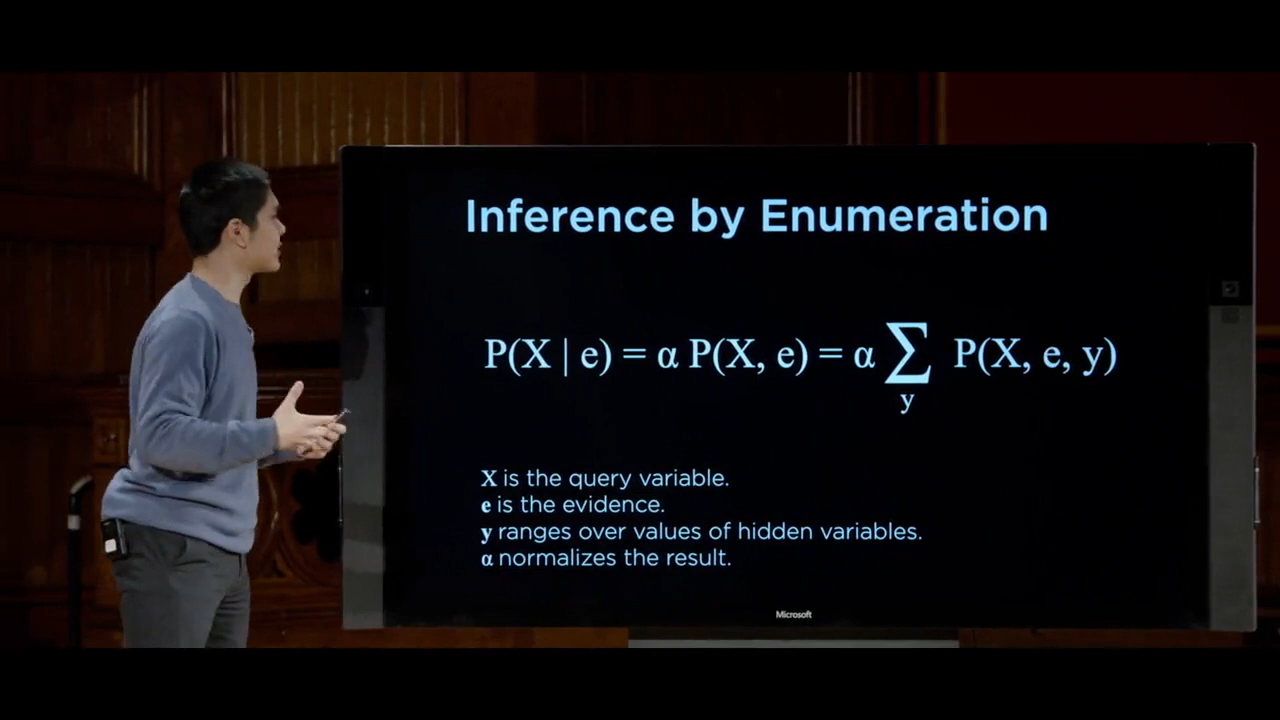 Inference by Enumeration
P(X | e) = α P(X, e) = α ∑ P(X, e, y)
y
X is the query variable.
e is the evidence.
y ranges over values of hidden variables.
α normalizes the result.
Microsoft